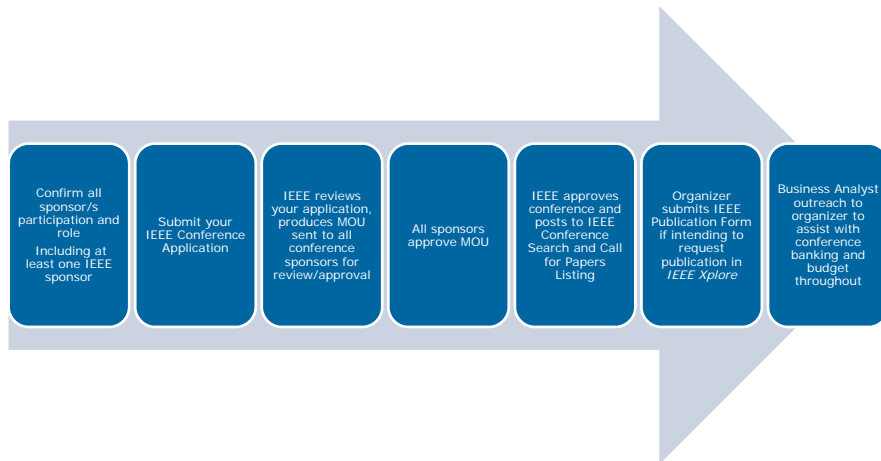 Confirm all
sponsor/s
participation and
role
Including at
least one IEEE
sponsor
Submit your
IEEE Conference
Application
IEEE reviews
your application,
produces MOU
sent to all
conference
sponsors for
review/approval
All sponsors
approve MOU
IEEE approves
conference and
posts to IEEE
Conference
Search and Call
for Papers
Listing
Organizer
submits IEEE
Publication Form
if intending to
request
publication in
IEEE Xplore
Business Analyst
outreach to
organizer to
assist with
conference
banking and
budget
throughout